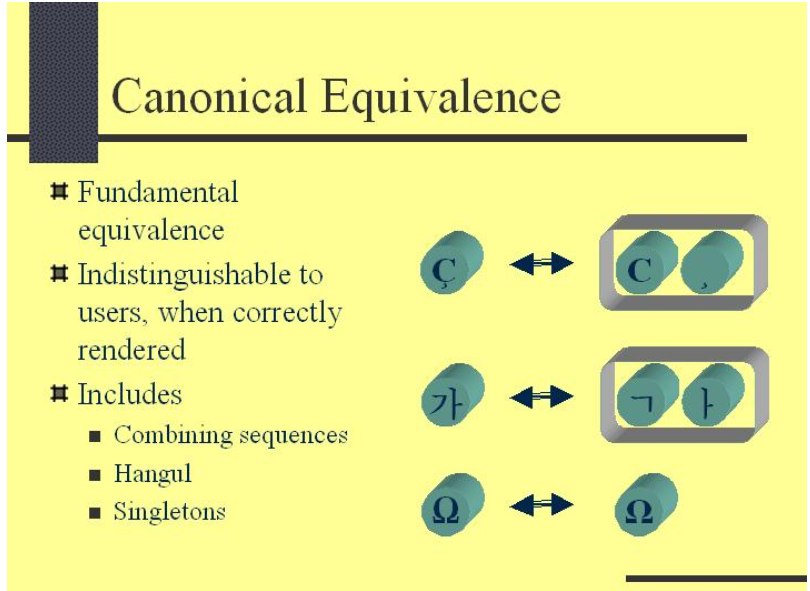 Canonical Equivalence
Fundamental
equivalence
Indistinguishable to
users, when correctly
rendered
Includes
Combining sequences
Hangul
Singletons
Ç C ¸
가 ㄱ ㅏ
Ω Ω